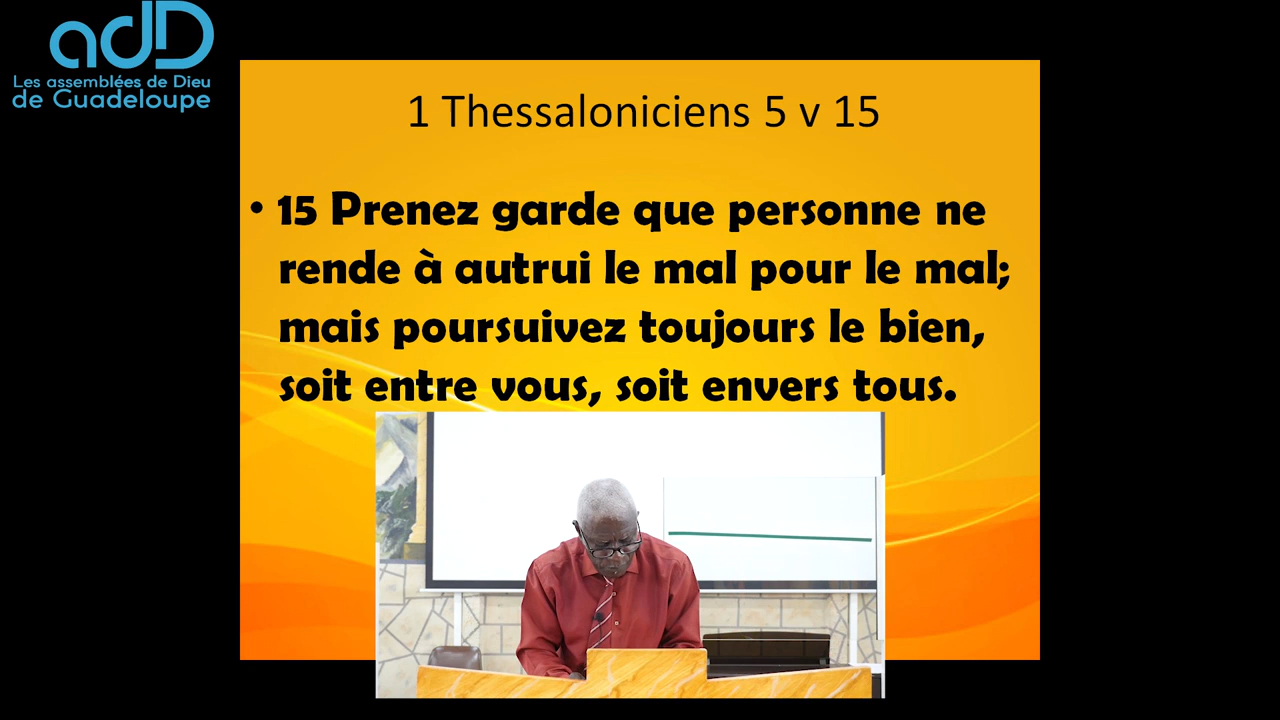 adD
Les assemblées de Dieu
de Guadeloupe
1 Thessaloniciens 5 v 15
• 15 Prenez garde que personne ne
rende à autrui le mal pour le mal;
mais poursuivez toujours le bien,
soit entre vous, soit envers tous.